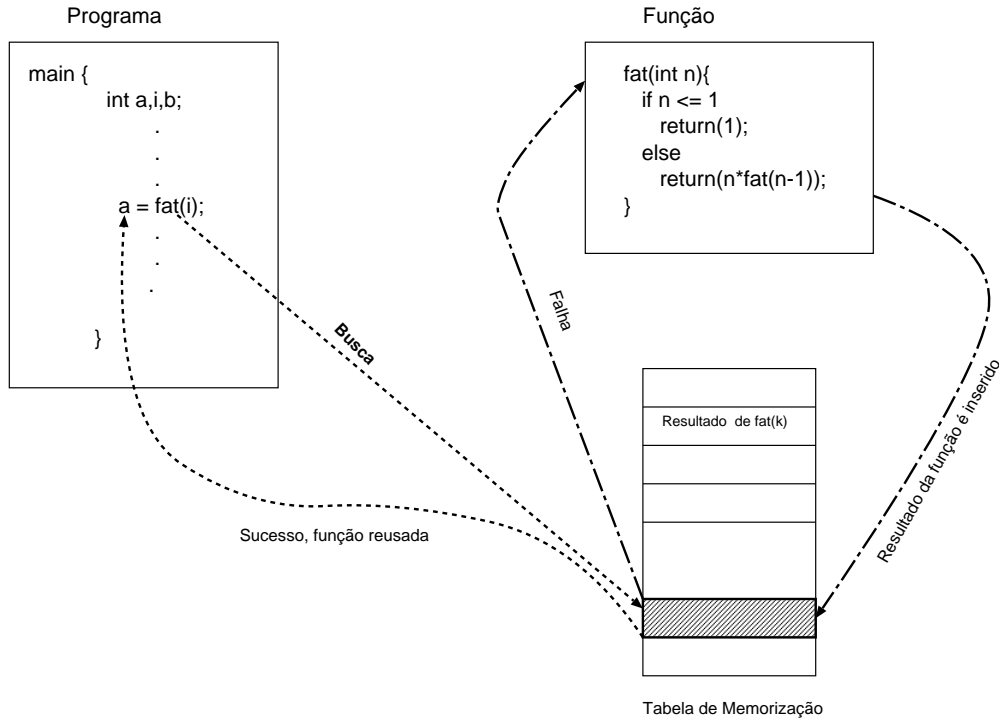 Programa
main {
int a,i,b;
.
.
.
a = fat(i);
.
.
.
}
Função
fat(int n){
if n <= 1
return(1);
else
return(n*fat(n-1));
}
Busca
Falha
Resultado da função é inserido
Sucesso, função reusada
Resultado de fat(k)
Tabela de Memorização